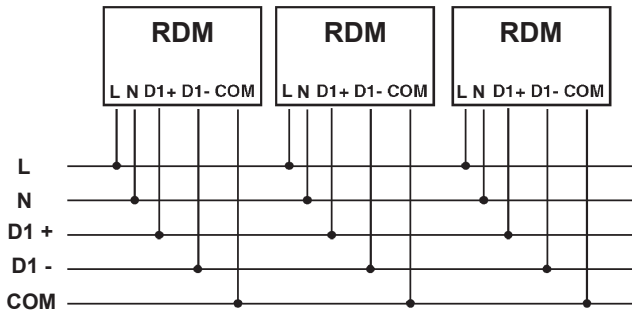 RDM RDM RDM
L N D1+ D1- COM L N D1+ D1- COM L N D1+ D1- COM
L
N
D1 +
D1 -
COM